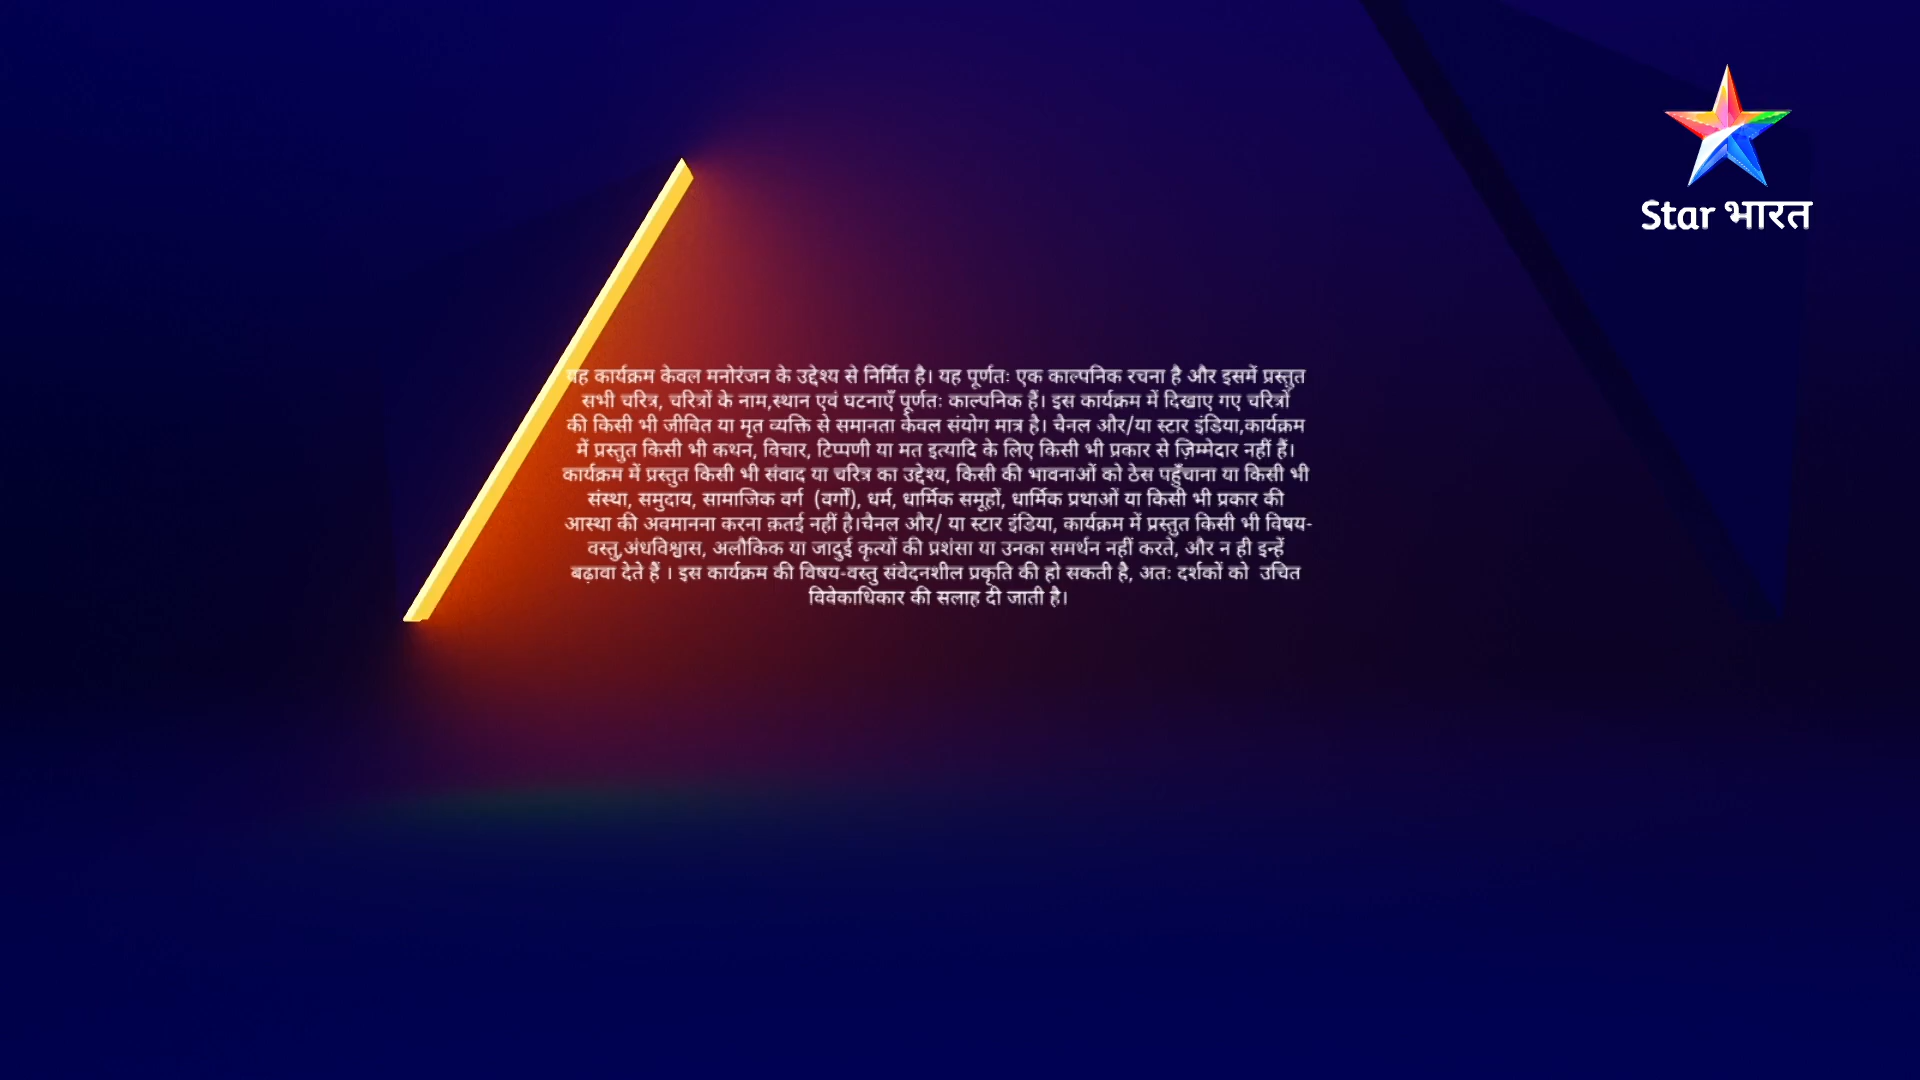 Star भारत
यह कार्यक्रम केवल मनोरंजन के उद्देश्य से निर्मित है। यह पूर्णतः एक काल्पनिक रचना है और इसमें प्रस्तुत
सभी चरित्र, चरित्रों के नाम,स्थान एवं घटनाएँ पूर्णतः काल्पनिक हैं। इस कार्यक्रम में दिखाए गए चरित्रों
की किसी भी जीवित या मृत व्यक्ति से समानता केवल संयोग मात्र है। चैनल और/या स्टार इंडिया,कार्यक्रम
में प्रस्तुत किसी भी कथन, विचार, टिप्पणी या मत इत्यादि के लिए किसी भी प्रकार से ज़िम्मेदार नहीं हैं।
कार्यक्रम में प्रस्तुत किसी भी संवाद या चरित्र का उद्देश्य, किसी की भावनाओं को ठेस पहुँचाना या किसी भी
संस्था, समुदाय, सामाजिक वर्ग (वर्गों), धर्म, धार्मिक समूहों, धार्मिक प्रथाओं या किसी भी प्रकार की
आस्था की अवमानना करना क़तई नहीं है।चैनल और/ या स्टार इंडिया, कार्यक्रम में प्रस्तुत किसी भी विषय-
वस्तु,अंधविश्वास, अलौकिक या जादुई कृत्यों की प्रशंसा या उनका समर्थन नहीं करते, और न ही इन्हें
बढ़ावा देते हैं । इस कार्यक्रम की विषय-वस्तु संवेदनशील प्रकृति की हो सकती है, अतः दर्शकों को उचित
विवेकाधिकार की सलाह दी जाती है।